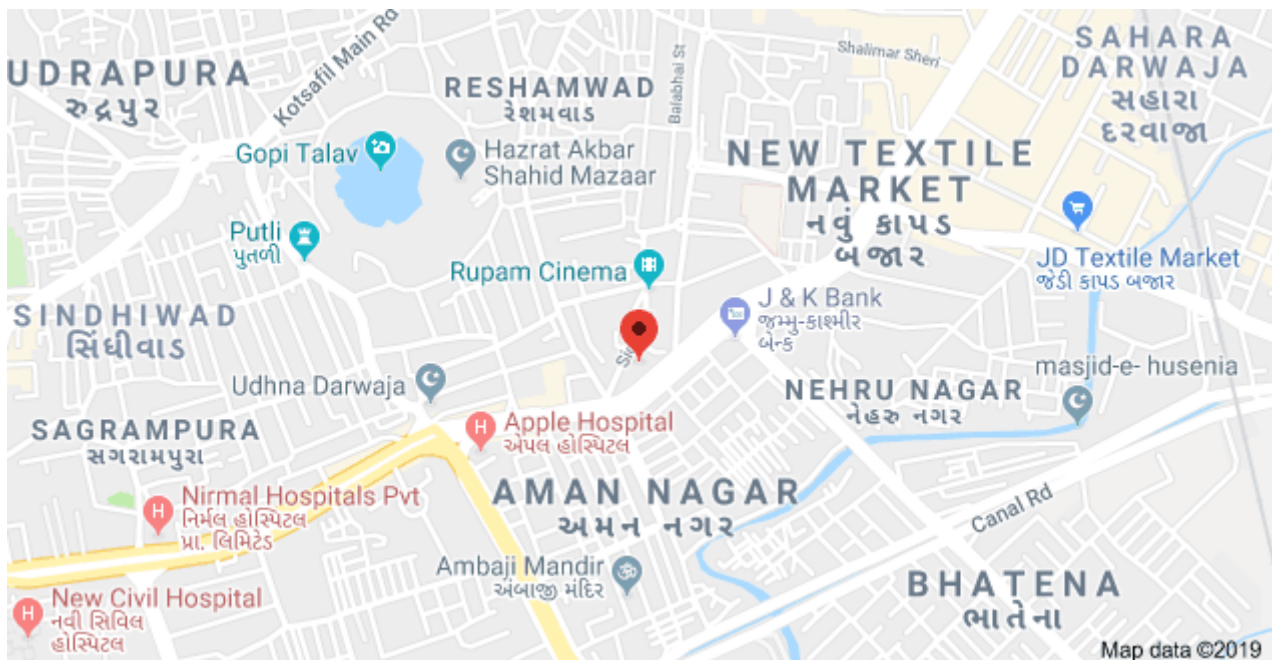 UDRAPURA
રુદ્રપુર
Kotsafil Main Rd
RESHAMWAD
રેશમવાડ
Balabhai St
Shalimar Sheri
SAHARA
DARWAJA
સહારા
દરવાજા
Gopi Talav
Hazrat Akbar
Shahid Mazaar
NEW TEXTILE
MARKET
નવું કાપડ
બજાર
Putli
પુતળી
Rupam Cinema
JD Textile Market
જેડી કાપડ બજાર
SINDHIWAD
સિંધીવાડ
J & K Bank
જમ્મુ-કાશ્મીર
બેન્ક
Udhna Darwaja
NEHRU NAGAR
નેહરુ નગર
masjid-e- husenia
SAGRAMPURA
સગરામપુરા
H
Apple Hospital
એપલ હોસ્પિટલ
H
Nirmal Hospitals Pvt
નિર્મલ હોસ્પિટલ
પ્રા. લિમિટેડ
AMAN NAGAR
અમન નગર
Canal Rd
Ambaji Mandir
અંબાજી મંદિર
BHATENA
ભાતેના
H
New Civil Hospital
નવી સિવિલ
હોસ્પિટલ
Map data ©2019